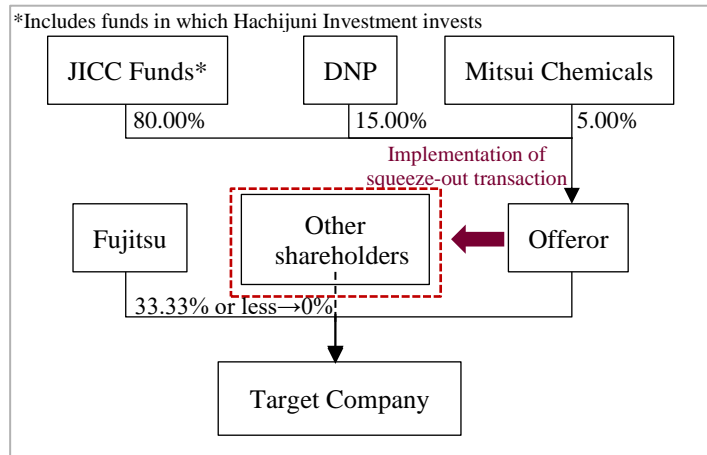 *Includes funds in which Hachijuni Investment invests
JICC Funds*
DNP
Mitsui Chemicals
80.00%
15.00%
5.00%
Implementation of
squeeze-out transaction
Fujitsu
Other
shareholders
Offeror
33.33% or less→0%
Target Company